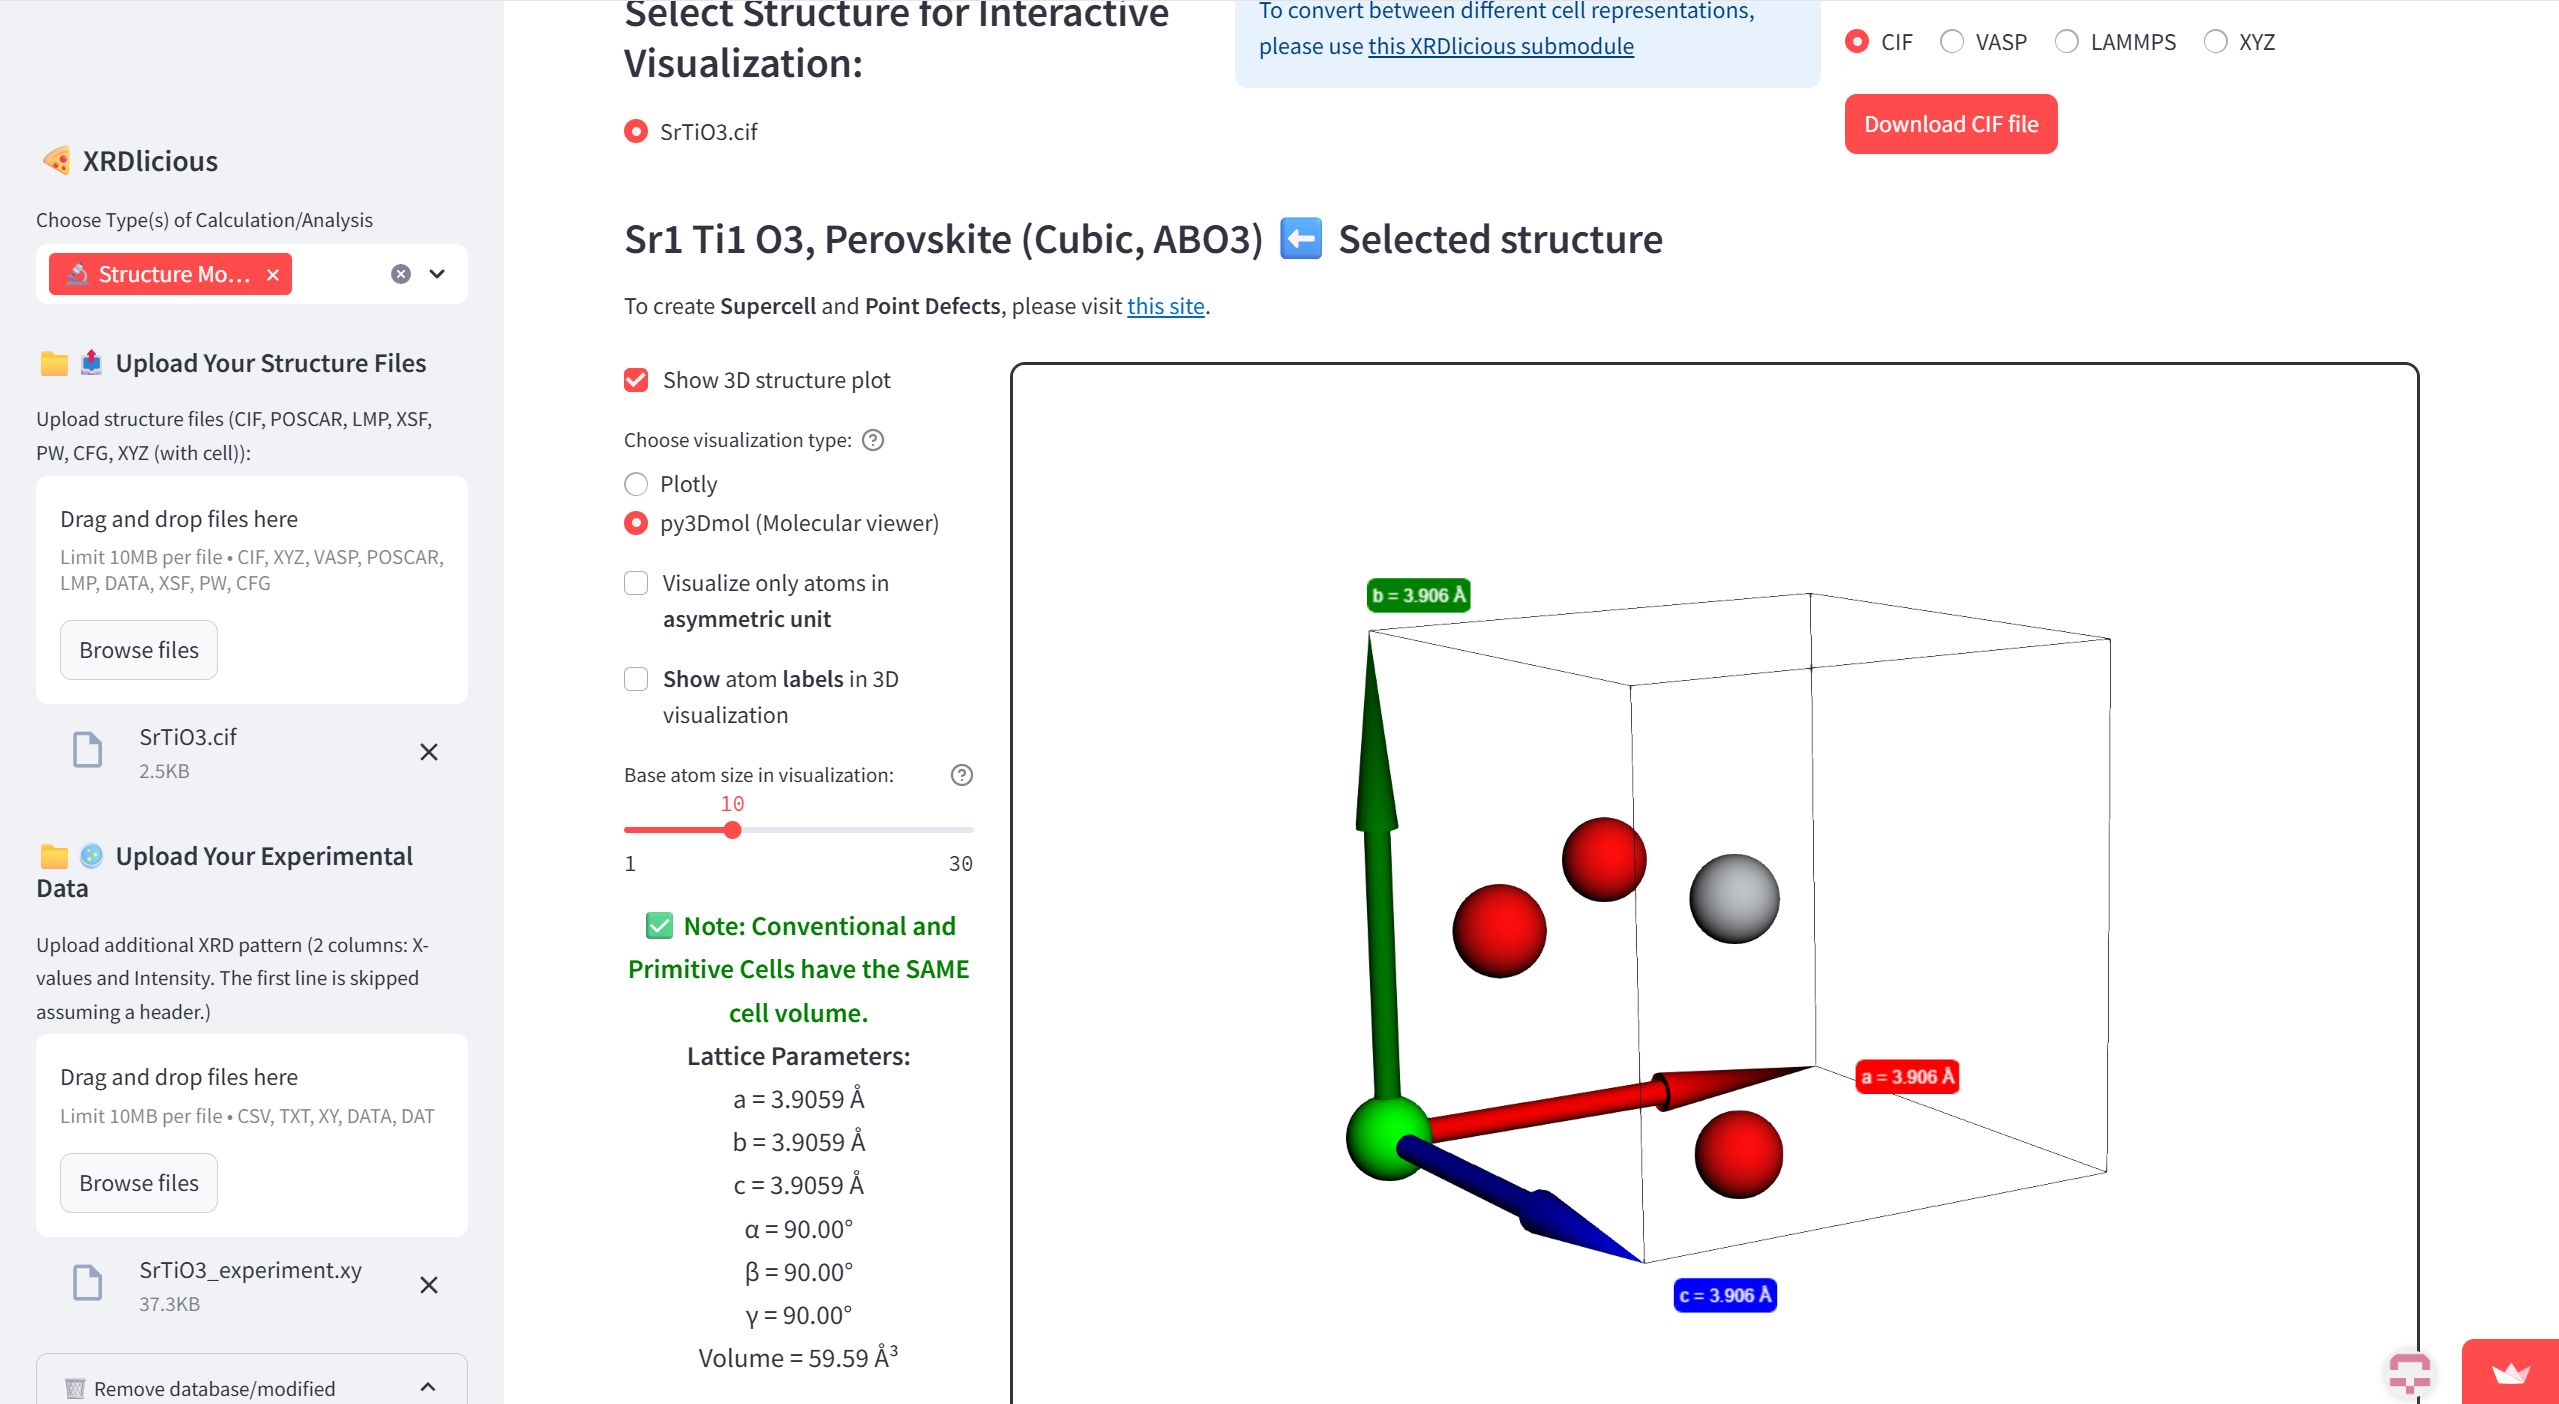 XRDlicious
Choose Type(s) of Calculation/Analysis
Structure Mo...
Upload Your Structure Files
Upload structure files (CIF, POSCAR, LMP, XSF,
PW, CFG, XYZ (with cell)):
Drag and drop files here
Limit 10MB per file • CIF, XYZ, VASP, POSCAR,
LMP, DATA, XSF, PW, CFG
Browse files
SrTiO3.cif
2.5KB
Upload Your Experimental
Data
Upload additional XRD pattern (2 columns: X-
values and Intensity. The first line is skipped
assuming a header.)
Drag and drop files here
Limit 10MB per file • CSV, TXT, XY, DATA, DAT
Browse files
SrTiO3_experiment.xy
37.3KB
Remove database/modified
Select Structure for Interactive
Visualization:
SrTiO3.cif
To convert between different cell representations,
please use this XRDlicious submodule
CIF
VASP
LAMMPS
XYZ
Download CIF file
Sr1 Ti1 O3, Perovskite (Cubic, ABO3) Selected structure
To create Supercell and Point Defects, please visit this site.
Show 3D structure plot
Choose visualization type:
Plotly
py3Dmol (Molecular viewer)
Visualize only atoms in
asymmetric unit
Show atom labels in 3D
visualization
Base atom size in visualization:
10
1
30
Note: Conventional and
Primitive Cells have the SAME
cell volume.
Lattice Parameters:
a = 3.9059 Å
b = 3.9059 Å
c = 3.9059 Å
α = 90.00°
β = 90.00°
γ = 90.00°
Volume = 59.59 Å³
b = 3.906 Å
a = 3.906 Å
c = 3.906 Å